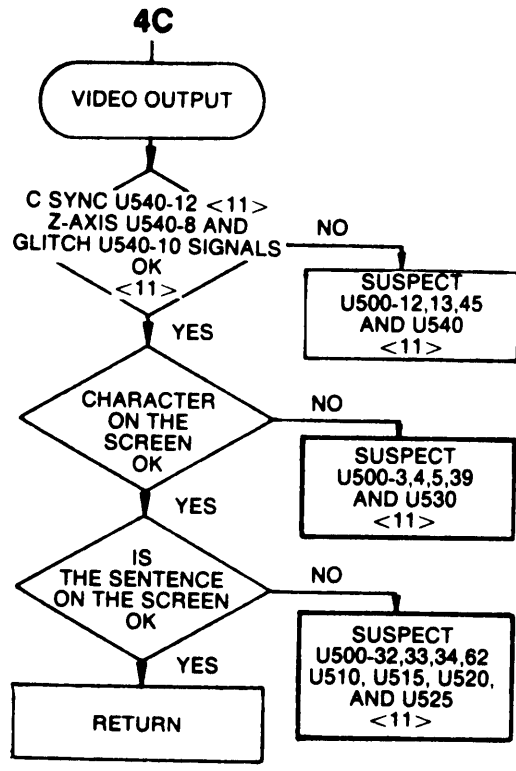 4C
VIDEO OUTPUT
C SYNC U540-12 <11>
Z-AXIS U540-8 AND
GLITCH U540-10 SIGNALS
OK
<11>
NO
SUSPECT
U500-12,13,45
AND U540
<11>
YES
CHARACTER
ON THE
SCREEN
OK
NO
SUSPECT
U500-3,4,5,39
AND U530
<11>
YES
IS
THE SENTENCE
ON THE SCREEN
OK
NO
SUSPECT
U500-32,33,34,62
U510, U515, U520,
AND U525
<11>
YES
RETURN